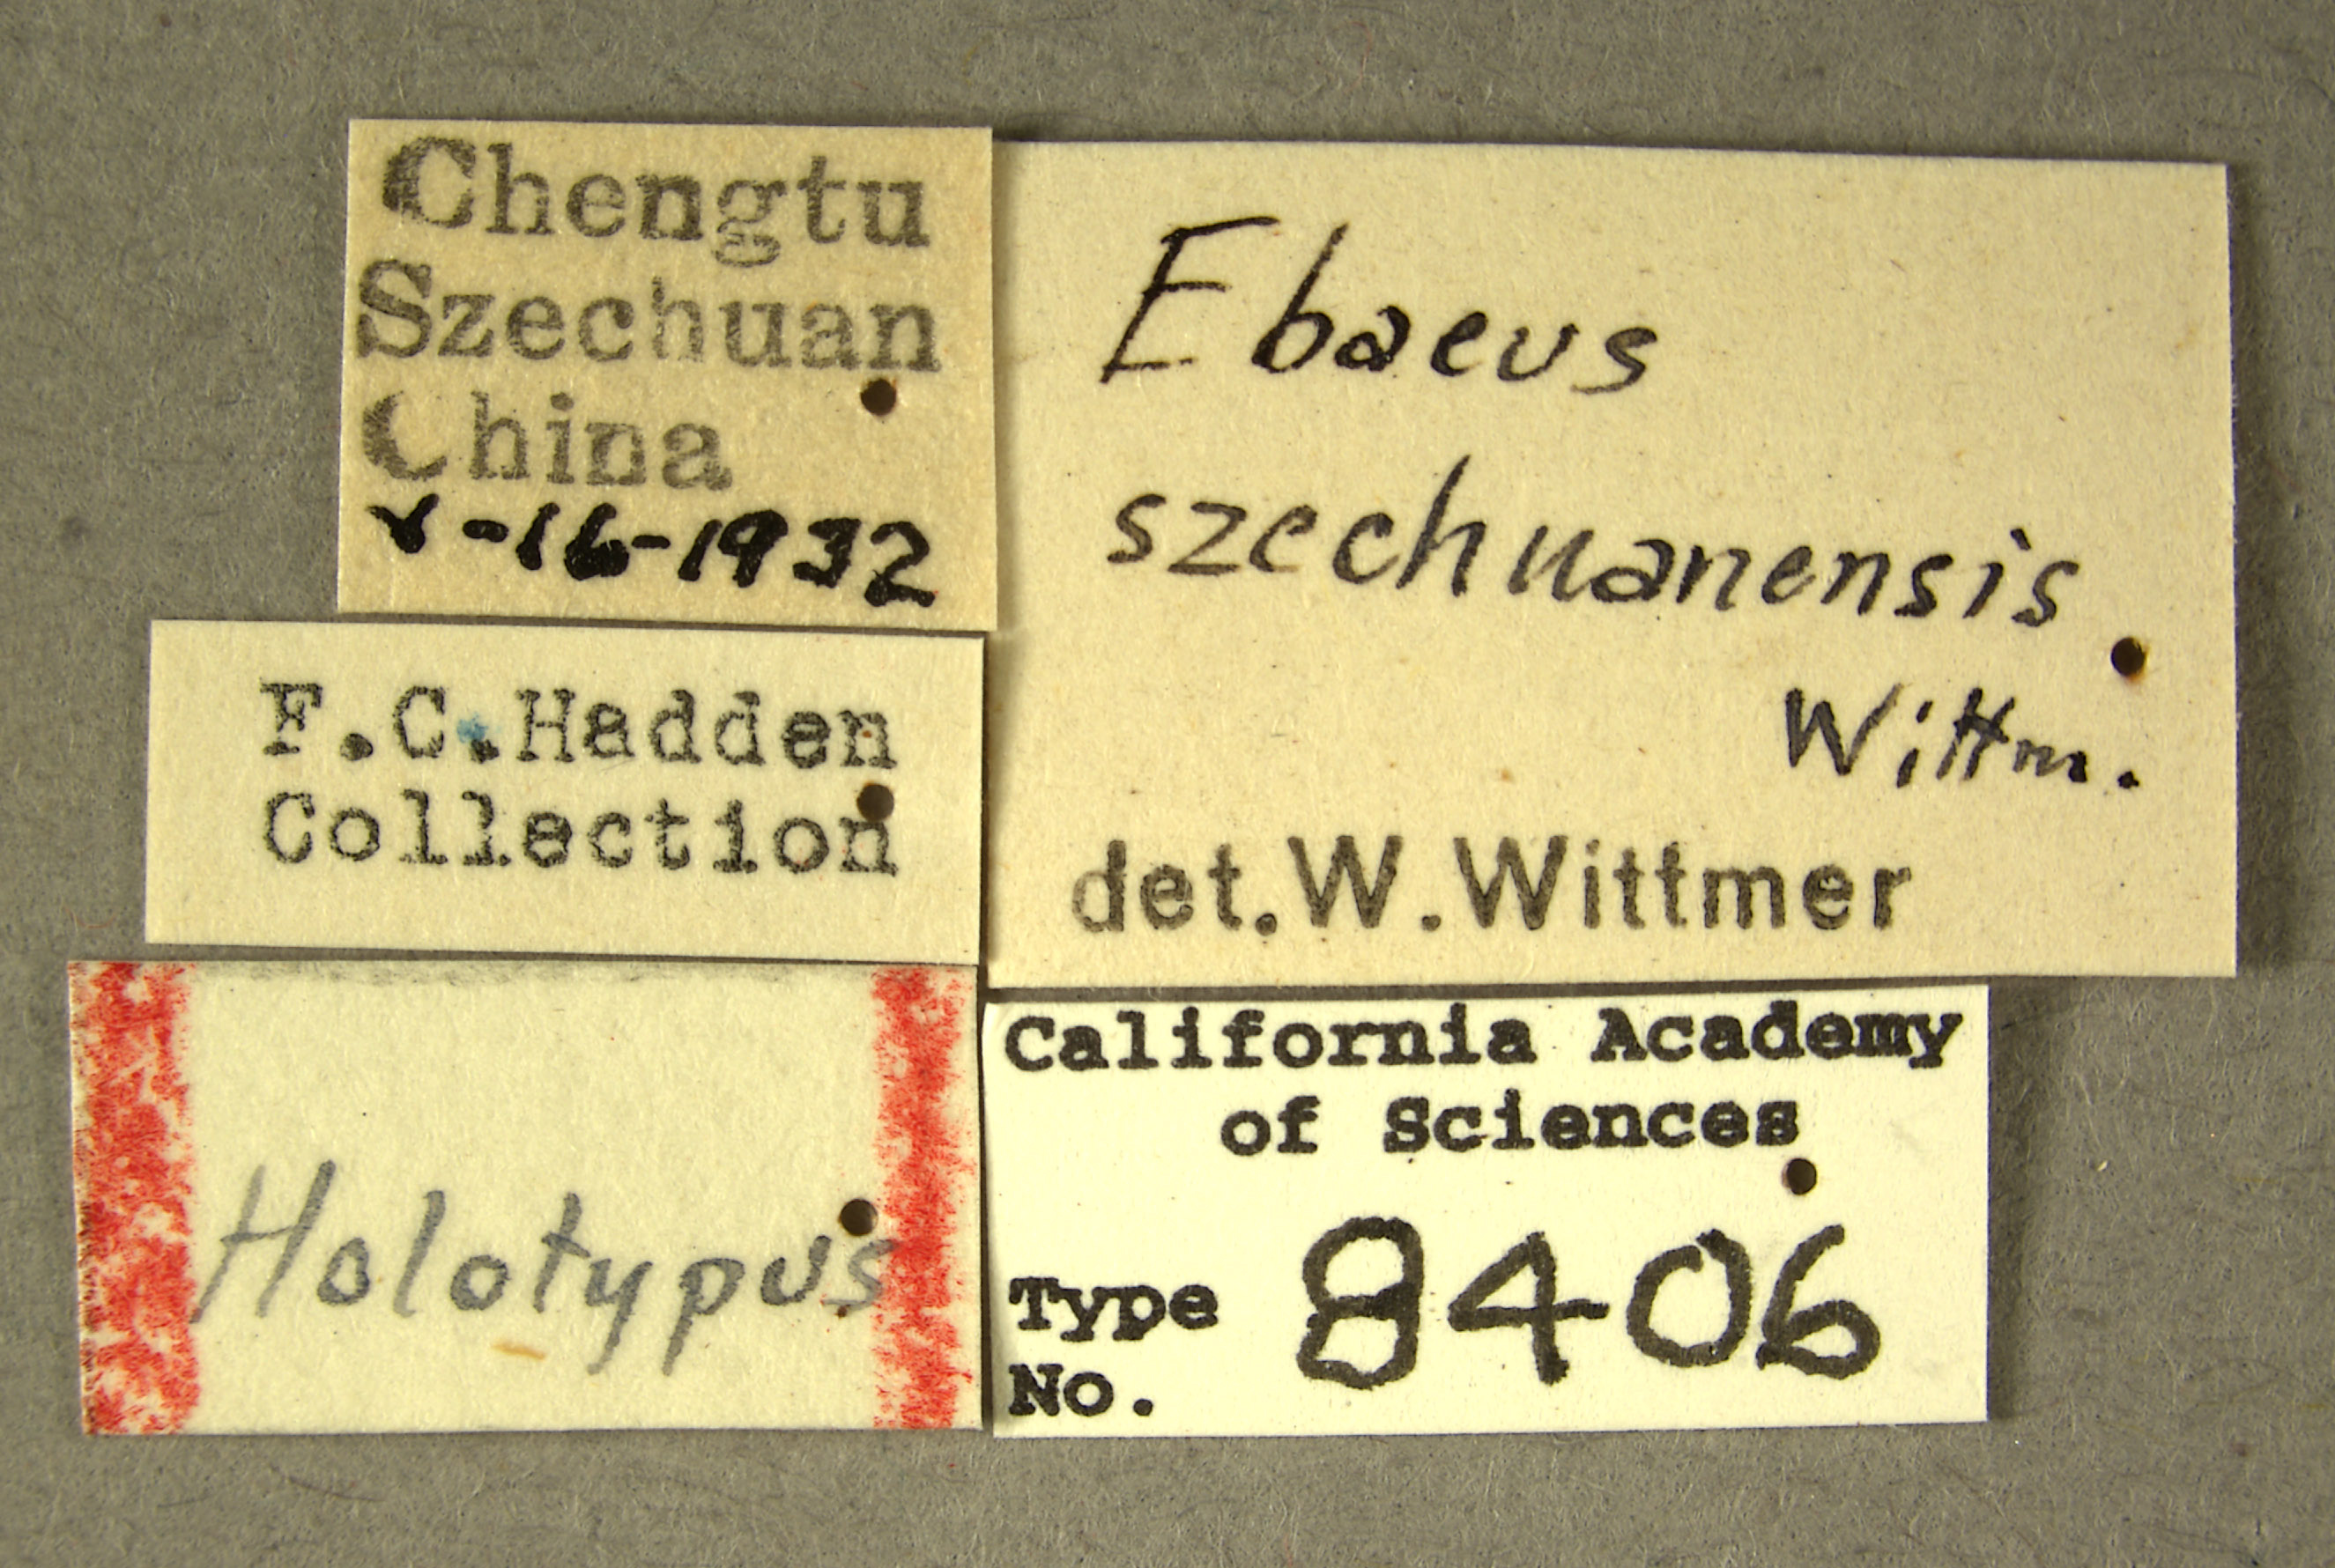 Chengtu
Szechuan
China
V-16-1932
F.C.Hadden
Collection
Holotypus
Ebaeus
szechuanensis
Wittm.
det.W.Wittmer
California Academy
of Sciences
Type
No. 8406